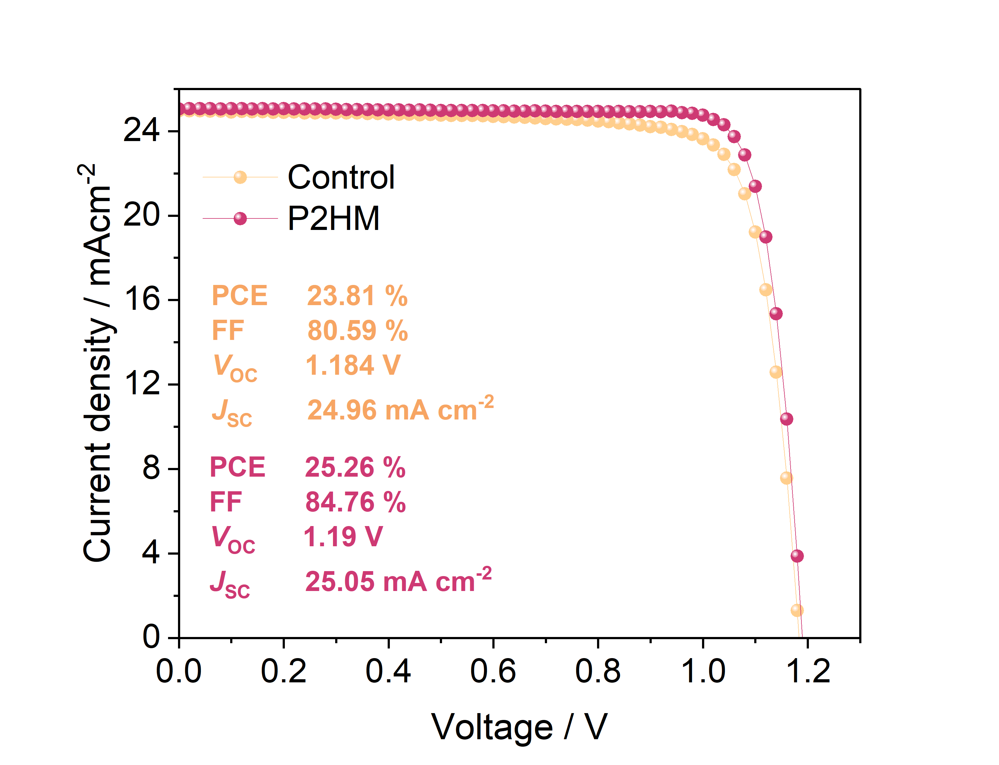 Control
P2HM
PCE 23.81 %
FF 80.59 %
VOC 1.184 V
JSC 24.96 mA cm-2
PCE 25.26 %
FF 84.76 %
VOC 1.19 V
JSC 25.05 mA cm-2
Current density / mAcm-2
24
20
16
12
8
4
0
0.0 0.2 0.4 0.6 0.8 1.0 1.2
Voltage / V